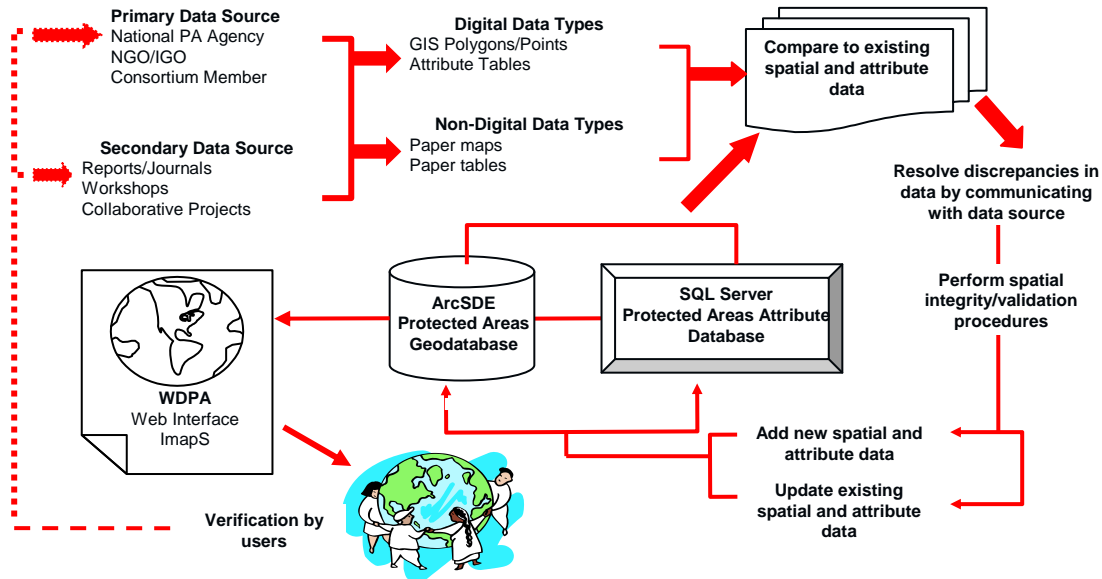 Primary Data Source
National PA Agency
NGO/IGO
Consortium Member
Secondary Data Source
Reports/Journals
Workshops
Collaborative Projects
Digital Data Types
GIS Polygons/Points
Attribute Tables
Non-Digital Data Types
Paper maps
Paper tables
Compare to existing
spatial and attribute
data
Resolve discrepancies in
data by communicating
with data source
Perform spatial
integrity/validation
procedures
Add new spatial and
attribute data
Update existing
spatial and attribute
data
SQL Server
Protected Areas Attribute
Database
ArcSDE
Protected Areas
Geodatabase
WDPA
Web Interface
ImapS
Verification by
users